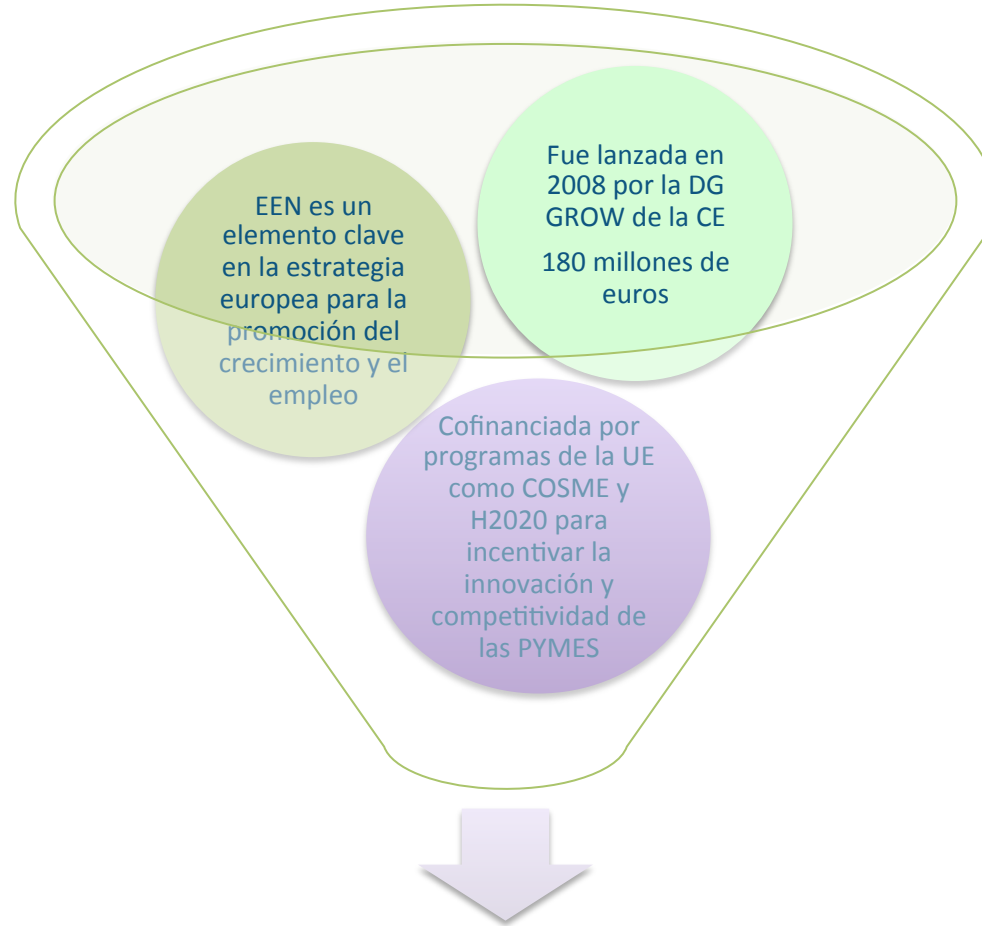 EEN es un
elemento clave
en la estrategia
europea para la
promoción del
crecimiento y el
empleo
Fue lanzada en
2008 por la DG
GROW de la CE
180 millones de
euros
Cofinanciada por
programas de la UE
como COSME y
H2020 para
incentivar la
innovación y
competitividad de
las PYMES